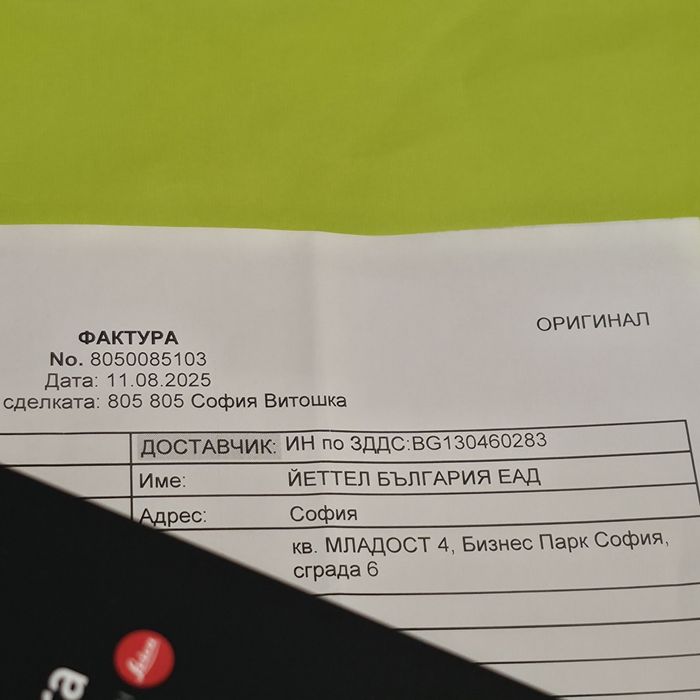 ОРИГИНАЛ
ФАКТУРА
No. 8050085103
Дата: 11.08.2025
сделката: 805 805 София Витошка
ДОСТАВЧИК: ИН по ЗДДС:BG130460283
Име: ЙЕТТЕЛ БЪЛГАРИЯ ЕАД
Адрес: София
кв. МЛАДОСТ 4, Бизнес Парк София,
сграда 6
Leica